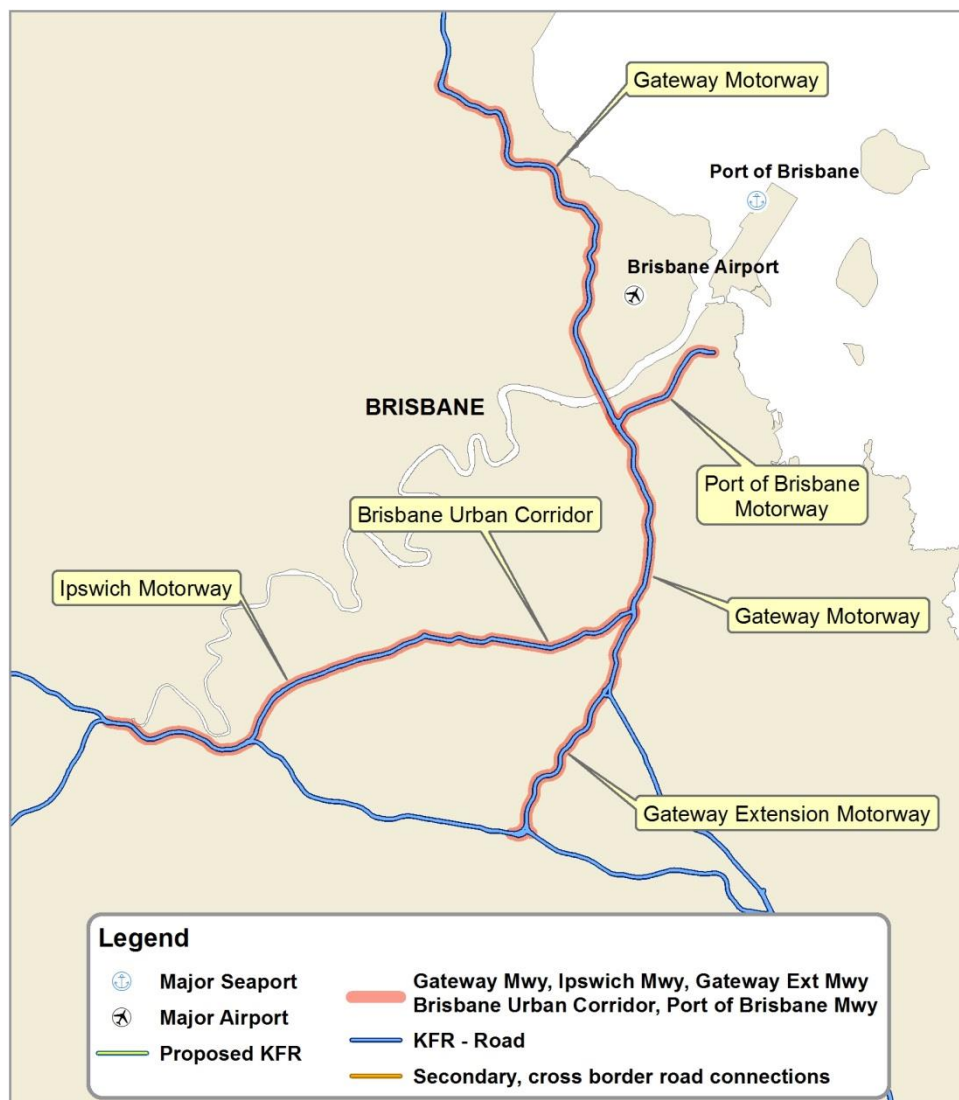 Gateway Motorway
Port of Brisbane
Brisbane Airport
BRISBANE
Port of Brisbane
Motorway
Brisbane Urban Corridor
Ipswich Motorway
Gateway Motorway
Gateway Extension Motorway
Legend
Major Seaport
Major Airport
Proposed KFR
Gateway Mwy, Ipswich Mwy, Gateway Ext Mwy
Brisbane Urban Corridor, Port of Brisbane Mwy
KFR - Road
Secondary, cross border road connections